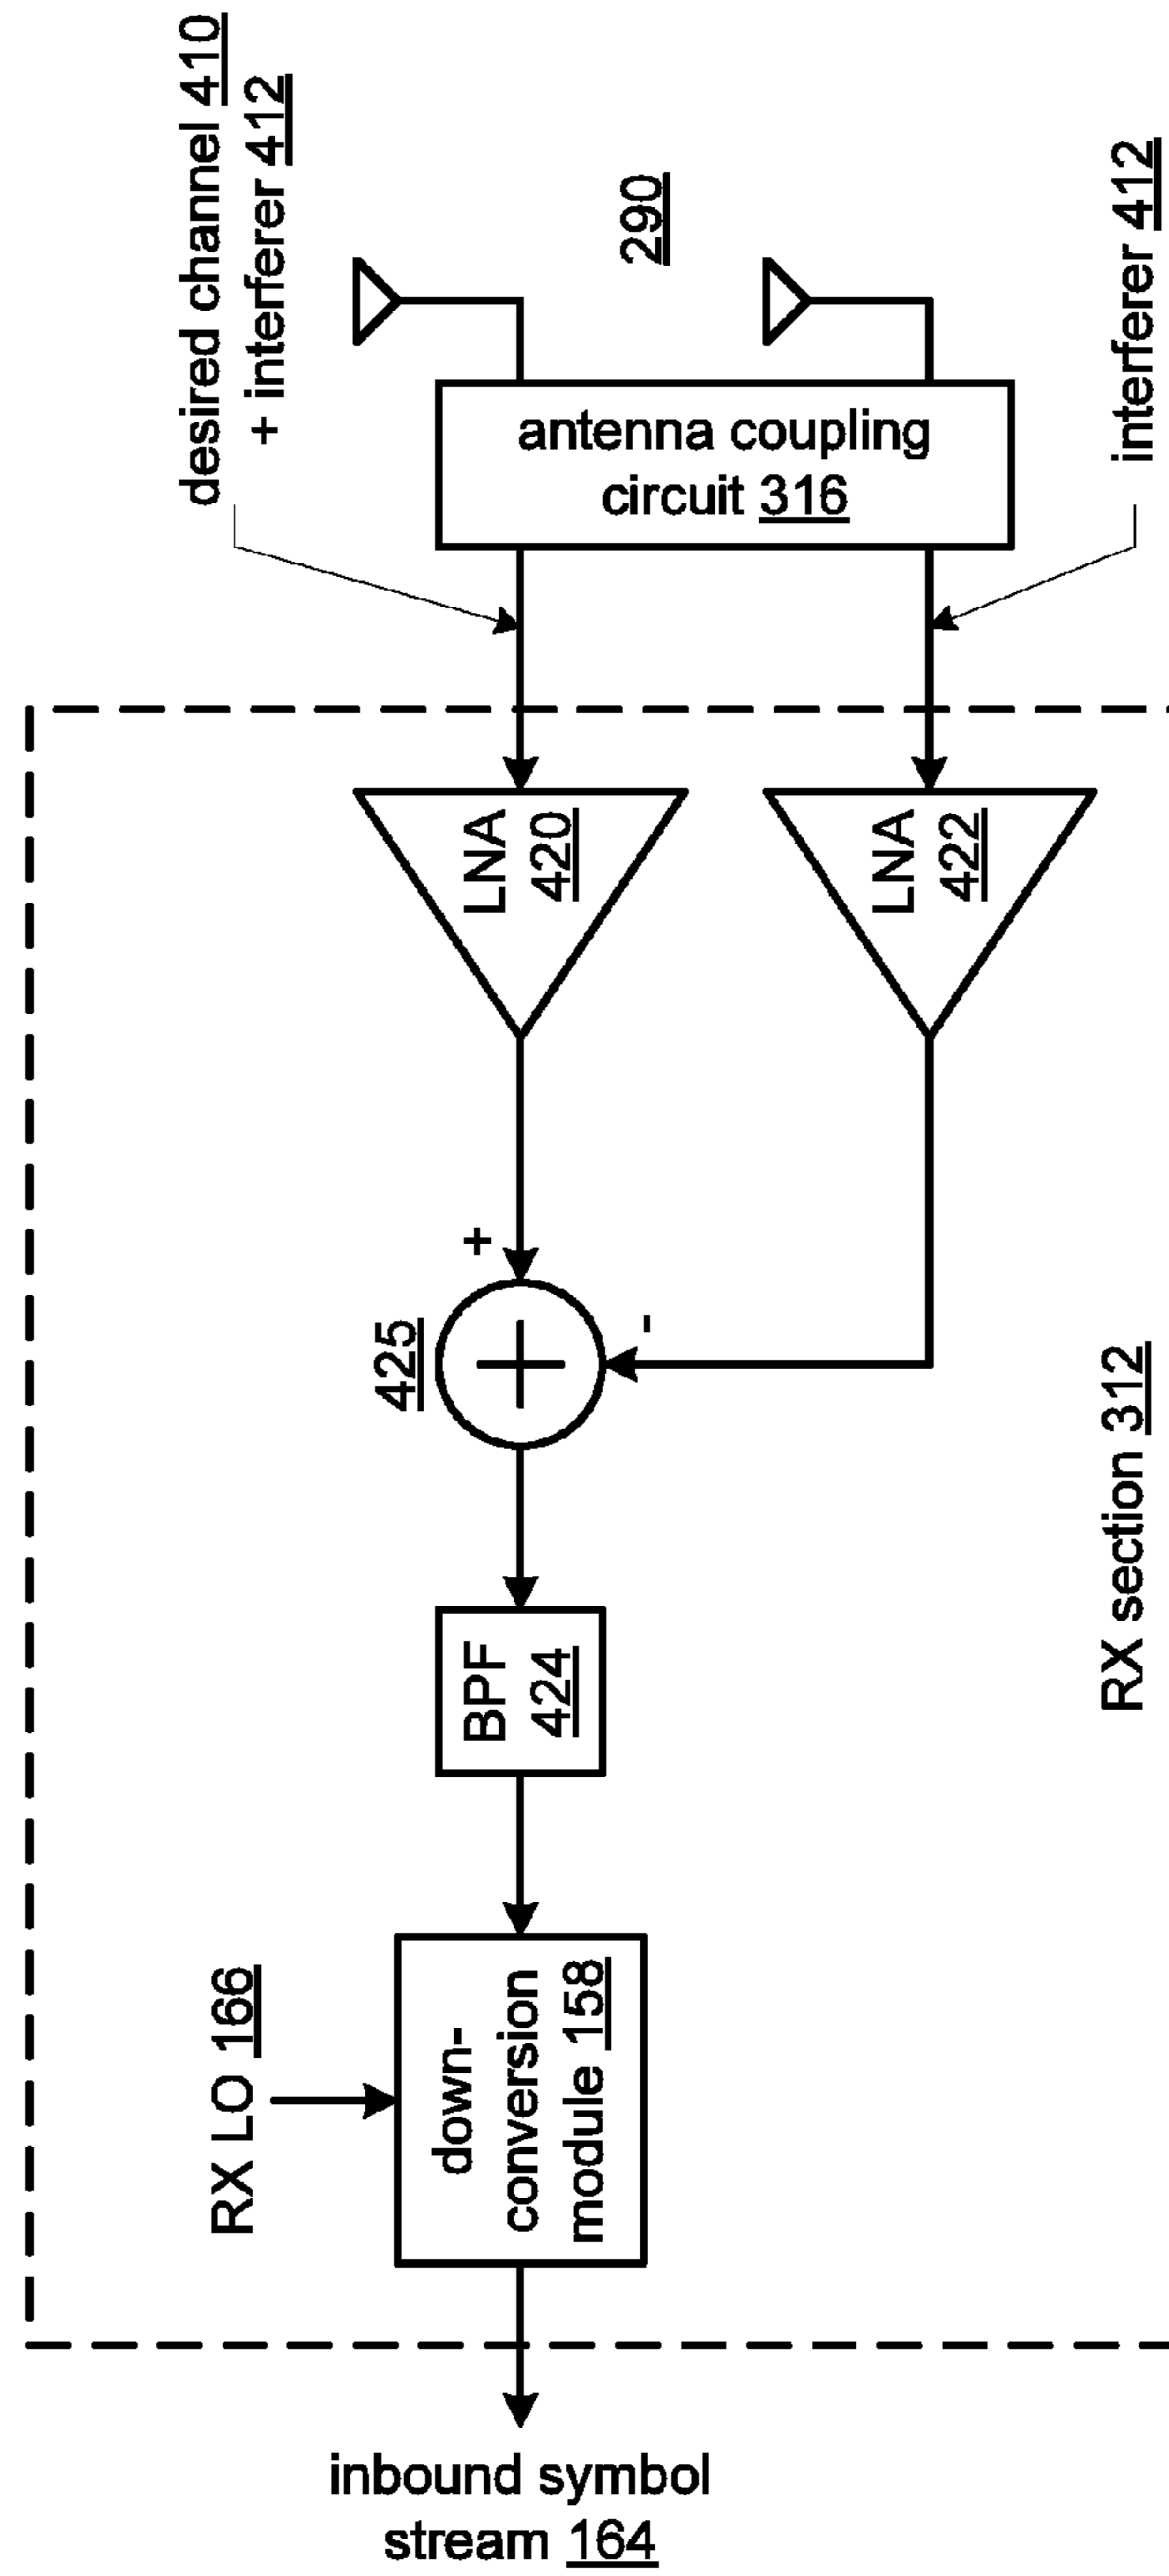 desired channel 410
+ interferer 412
290
antenna coupling
circuit 316
interferer 412
LNA
420
LNA
422
+
-
425
BPF
424
RX section 312
RX LO 166
down-
conversion
module 158
inbound symbol
stream 164